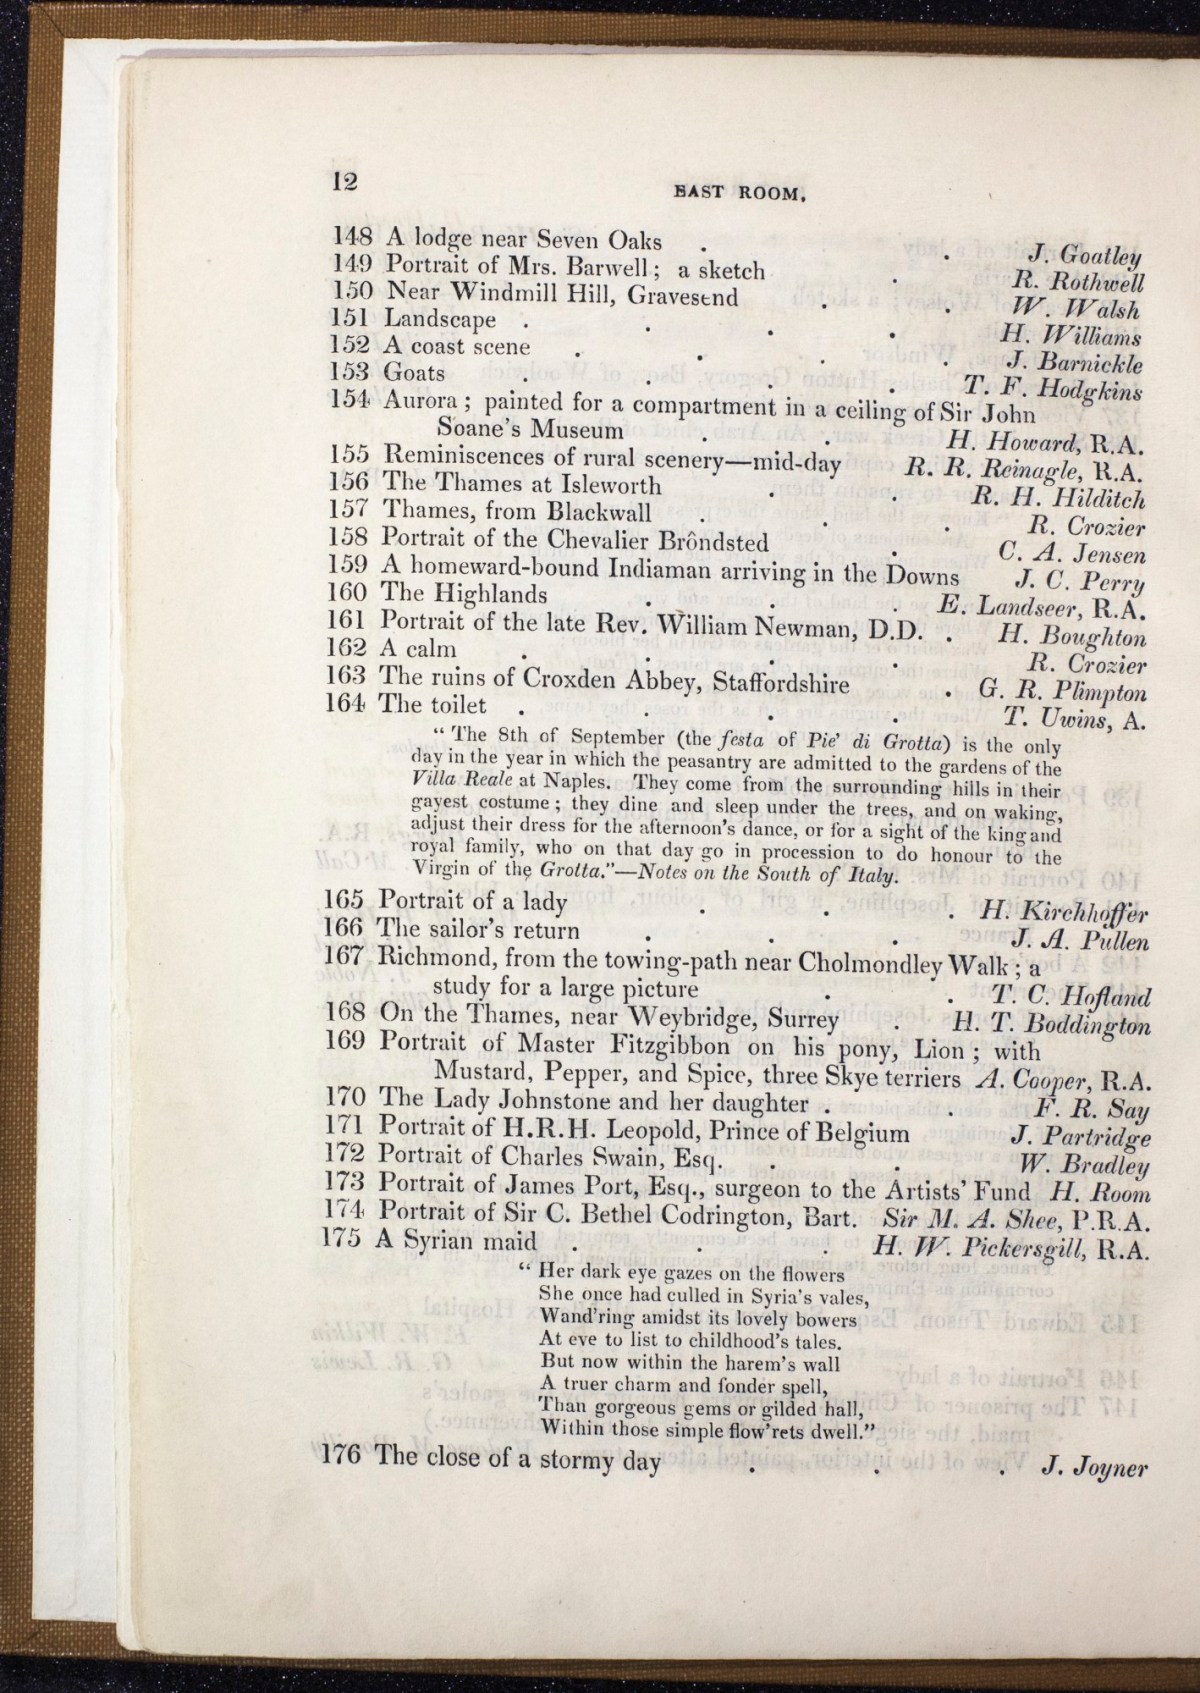 12
EAST ROOM.
148 A lodge near Seven Oaks . . J. Goatley
149 Portrait of Mrs. Barwell; a sketch . R. Rothwell
150 Near Windmill Hill, Gravesend . . W. Walsh
151 Landscape . . . . H. Williams
152 A coast scene . . . . J. Barnickle
153 Goats . . . . T. F. Hodgkins
154 Aurora; painted for a compartment in a ceiling of Sir John
Soane's Museum . . H. Howard, R.A.
155 Reminiscences of rural scenery—mid-day R. R. Reinagle, R.A.
156 The Thames at Isleworth . . R. H. Hilditch
157 Thames, from Blackwall . . . R. Crozier
158 Portrait of the Chevalier Brôndsted . C. A. Jensen
159 A homeward-bound Indiaman arriving in the Downs J. C. Perry
160 The Highlands . . . E. Landseer, R.A.
161 Portrait of the late Rev. William Newman, D.D. . H. Boughton
162 A calm . . . . R. Crozier
163 The ruins of Croxden Abbey, Staffordshire . G. R. Plimpton
164 The toilet . . . . T. Uwins, A.
"The 8th of September (the festa of Pie' di Grotta) is the only
day in the year in which the peasantry are admitted to the gardens of the
Villa Reale at Naples. They come from the surrounding hills in their
gayest costume; they dine and sleep under the trees, and on waking,
adjust their dress for the afternoon's dance, or for a sight of the king and
royal family, who on that day go in procession to do honour to the
Virgin of the Grotta."—Notes on the South of Italy.
165 Portrait of a lady . . . H. Kirchhoffer
166 The sailor's return . . . J. A. Pullen
167 Richmond, from the towing-path near Cholmondley Walk; a
study for a large picture . . T. C. Hofland
168 On the Thames, near Weybridge, Surrey . H. T. Boddington
169 Portrait of Master Fitzgibbon on his pony, Lion; with
Mustard, Pepper, and Spice, three Skye terriers A. Cooper, R.A.
170 The Lady Johnstone and her daughter . . F. R. Say
171 Portrait of H.R.H. Leopold, Prince of Belgium J. Partridge
172 Portrait of Charles Swain, Esq. . . W. Bradley
173 Portrait of James Port, Esq., surgeon to the Artists' Fund H. Room
174 Portrait of Sir C. Bethel Codrington, Bart. Sir M. A. Shee, P.R.A.
175 A Syrian maid . . . H. W. Pickersgill, R.A.
"Her dark eye gazes on the flowers
She once had culled in Syria's vales,
Wand'ring amidst its lovely bowers
At eve to list to childhood's tales.
But now within the harem's wall
A truer charm and fonder spell,
Than gorgeous gems or gilded hall,
Within those simple flow'rets dwell."
176 The close of a stormy day . . . J. Joyner